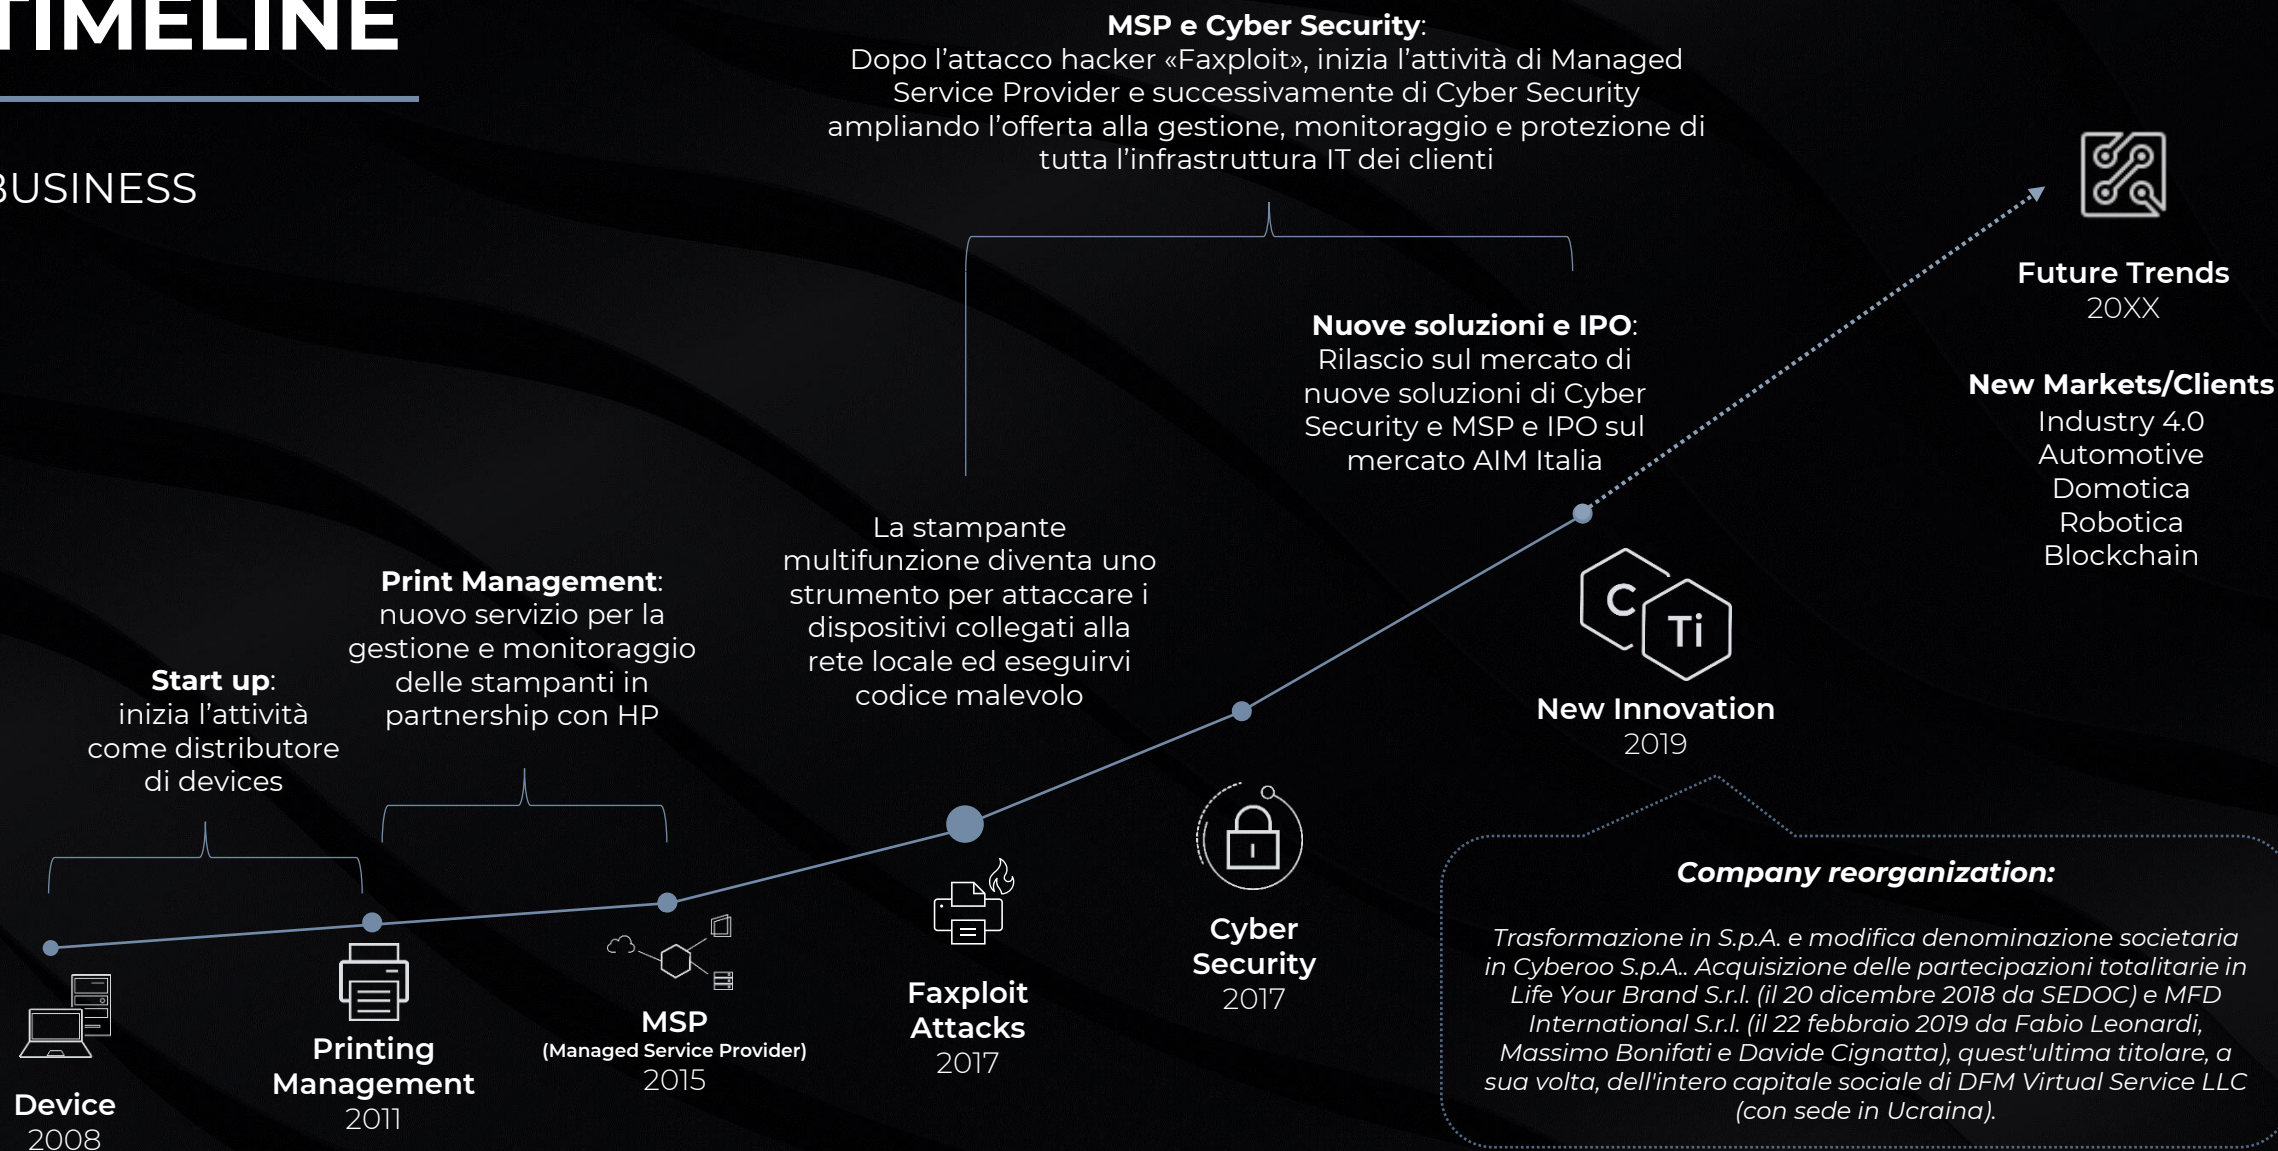 TIMELINE
BUSINESS
MSP e Cyber Security:
Dopo l’attacco hacker «Faxploit», inizia l’attività di Managed
Service Provider e successivamente di Cyber Security
ampliando l’offerta alla gestione, monitoraggio e protezione di
tutta l’infrastruttura IT dei clienti
Future Trends
20XX
New Markets/Clients
Industry 4.0
Automotive
Domotica
Robotica
Blockchain
Nuove soluzioni e IPO:
Rilascio sul mercato di
nuove soluzioni di Cyber
Security e MSP e IPO sul
mercato AIM Italia
La stampante
multifunzione diventa uno
strumento per attaccare i
dispositivi collegati alla
rete locale ed eseguirvi
codice malevolo
Print Management:
nuovo servizio per la
gestione e monitoraggio
delle stampanti in
partnership con HP
Start up:
inizia l’attività
come distributore
di devices
Device
2008
Printing
Management
2011
MSP
(Managed Service Provider)
2015
Faxploit
Attacks
2017
Cyber
Security
2017
C
Ti
New Innovation
2019
Company reorganization:
Trasformazione in S.p.A. e modifica denominazione societaria
in Cyberoo S.p.A.. Acquisizione delle partecipazioni totalitarie in
Life Your Brand S.r.l. (il 20 dicembre 2018 da SEDOC) e MFD
International S.r.l. (il 22 febbraio 2019 da Fabio Leonardi,
Massimo Bonifati e Davide Cignatta), quest'ultima titolare, a
sua volta, dell'intero capitale sociale di DFM Virtual Service LLC
(con sede in Ucraina).